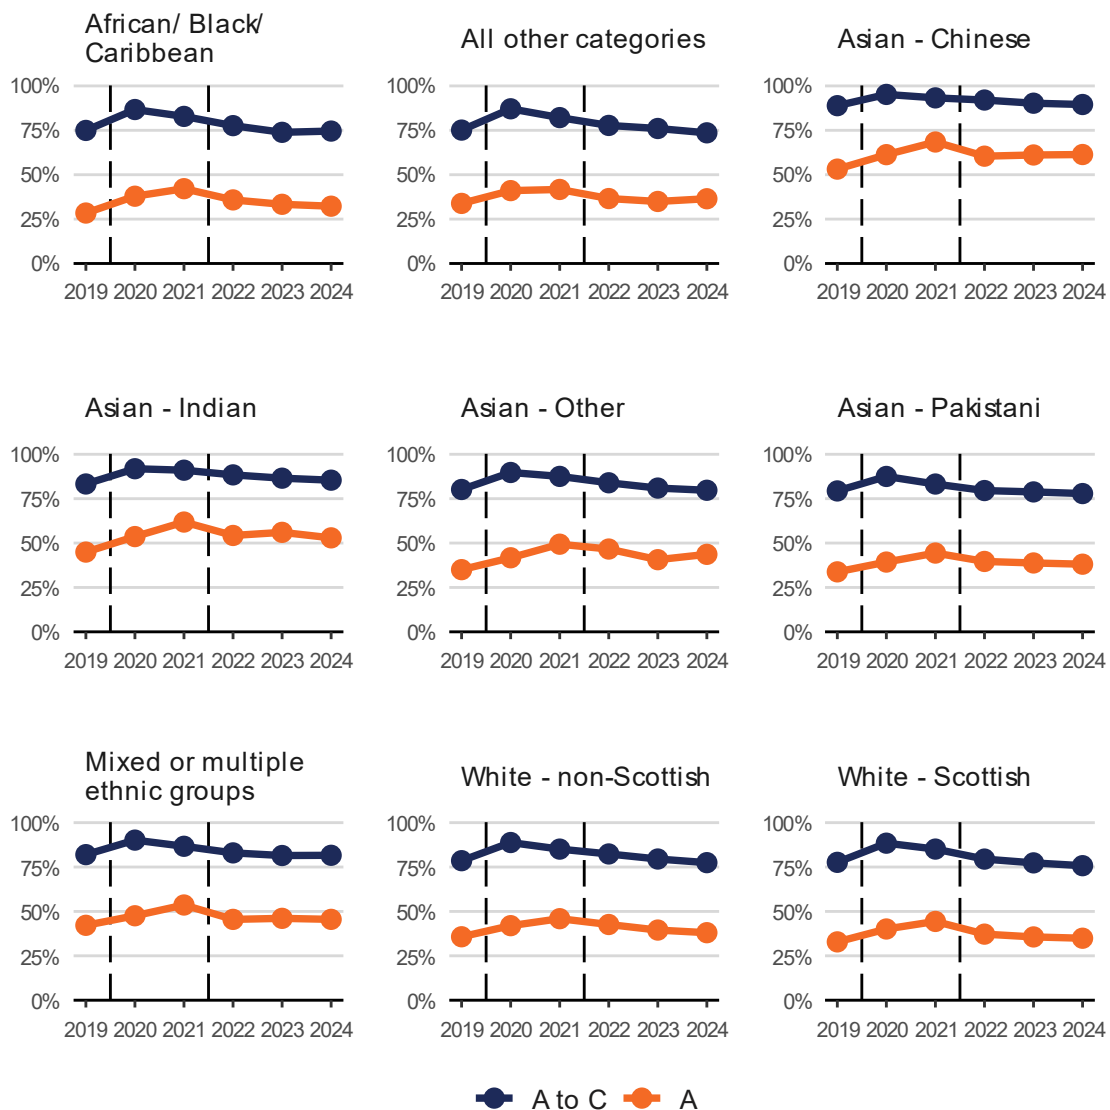 African/ Black/
Caribbean
100%
75%
50%
25%
0%
2019 2020 2021 2022 2023 2024
All other categories
100%
75%
50%
25%
0%
2019 2020 2021 2022 2023 2024
Asian - Chinese
100%
75%
50%
25%
0%
2019 2020 2021 2022 2023 2024
Asian - Indian
100%
75%
50%
25%
0%
2019 2020 2021 2022 2023 2024
Asian - Other
100%
75%
50%
25%
0%
2019 2020 2021 2022 2023 2024
Asian - Pakistani
100%
75%
50%
25%
0%
2019 2020 2021 2022 2023 2024
Mixed or multiple
ethnic groups
100%
75%
50%
25%
0%
2019 2020 2021 2022 2023 2024
White - non-Scottish
100%
75%
50%
25%
0%
2019 2020 2021 2022 2023 2024
White - Scottish
100%
75%
50%
25%
0%
2019 2020 2021 2022 2023 2024
A to C A